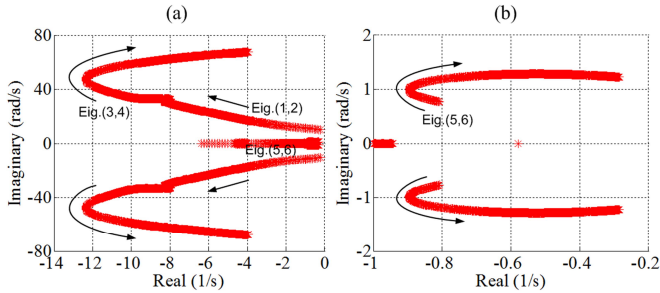 (a)
(b)
Imaginary (rad/s)
80
40
0
-40
-80
Eig.(3,4)
Eig.(1,2)
Eig.(5,6)
-14 -12 -10 -8 -6 -4 -2 0
Real (1/s)
Imaginary (rad/s)
2
1
0
-1
-2
Eig.(5,6)
-1 -0.8 -0.6 -0.4 -0.2
Real (1/s)